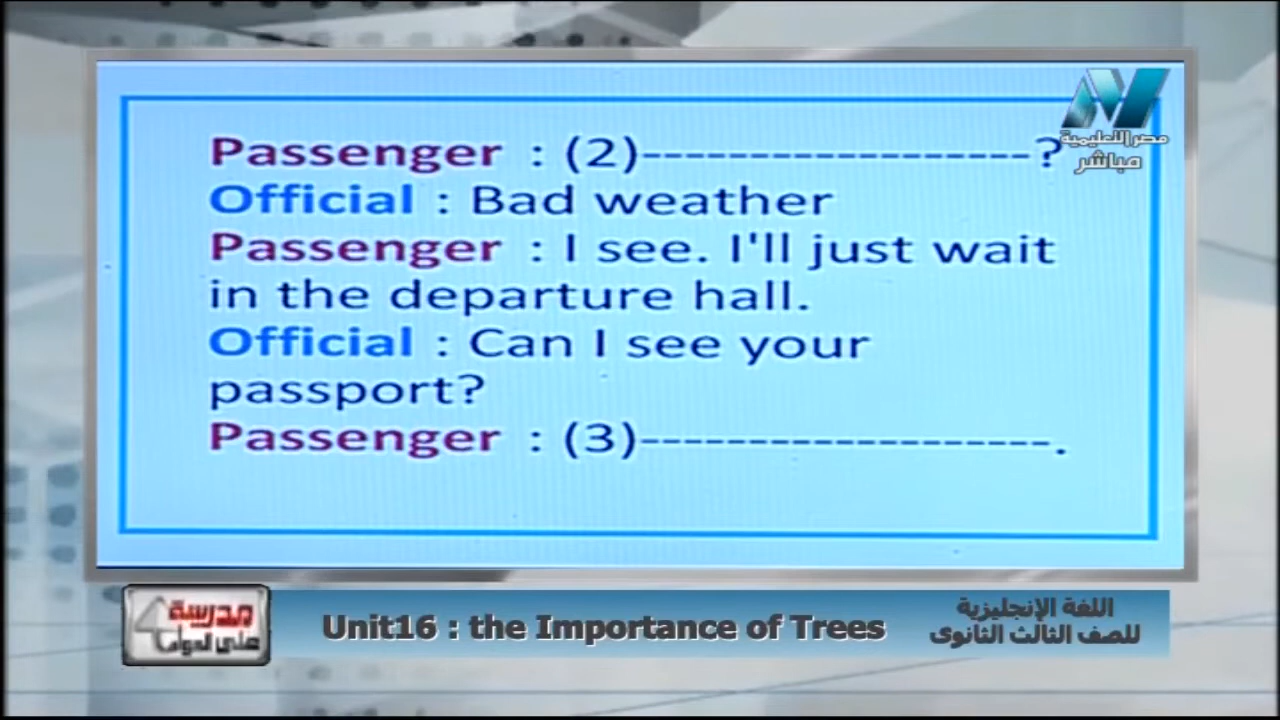 Passenger : (2)------------------?
Official : Bad weather
Passenger : I see. I'll just wait
in the departure hall.
Official : Can I see your
passport?
Passenger : (3)-------------------.
مصر التعليمية
مباشر
مدرسة
على الهواء
Unit16 : the Importance of Trees
اللغة الإنجليزية
للصف الثالث الثانوى